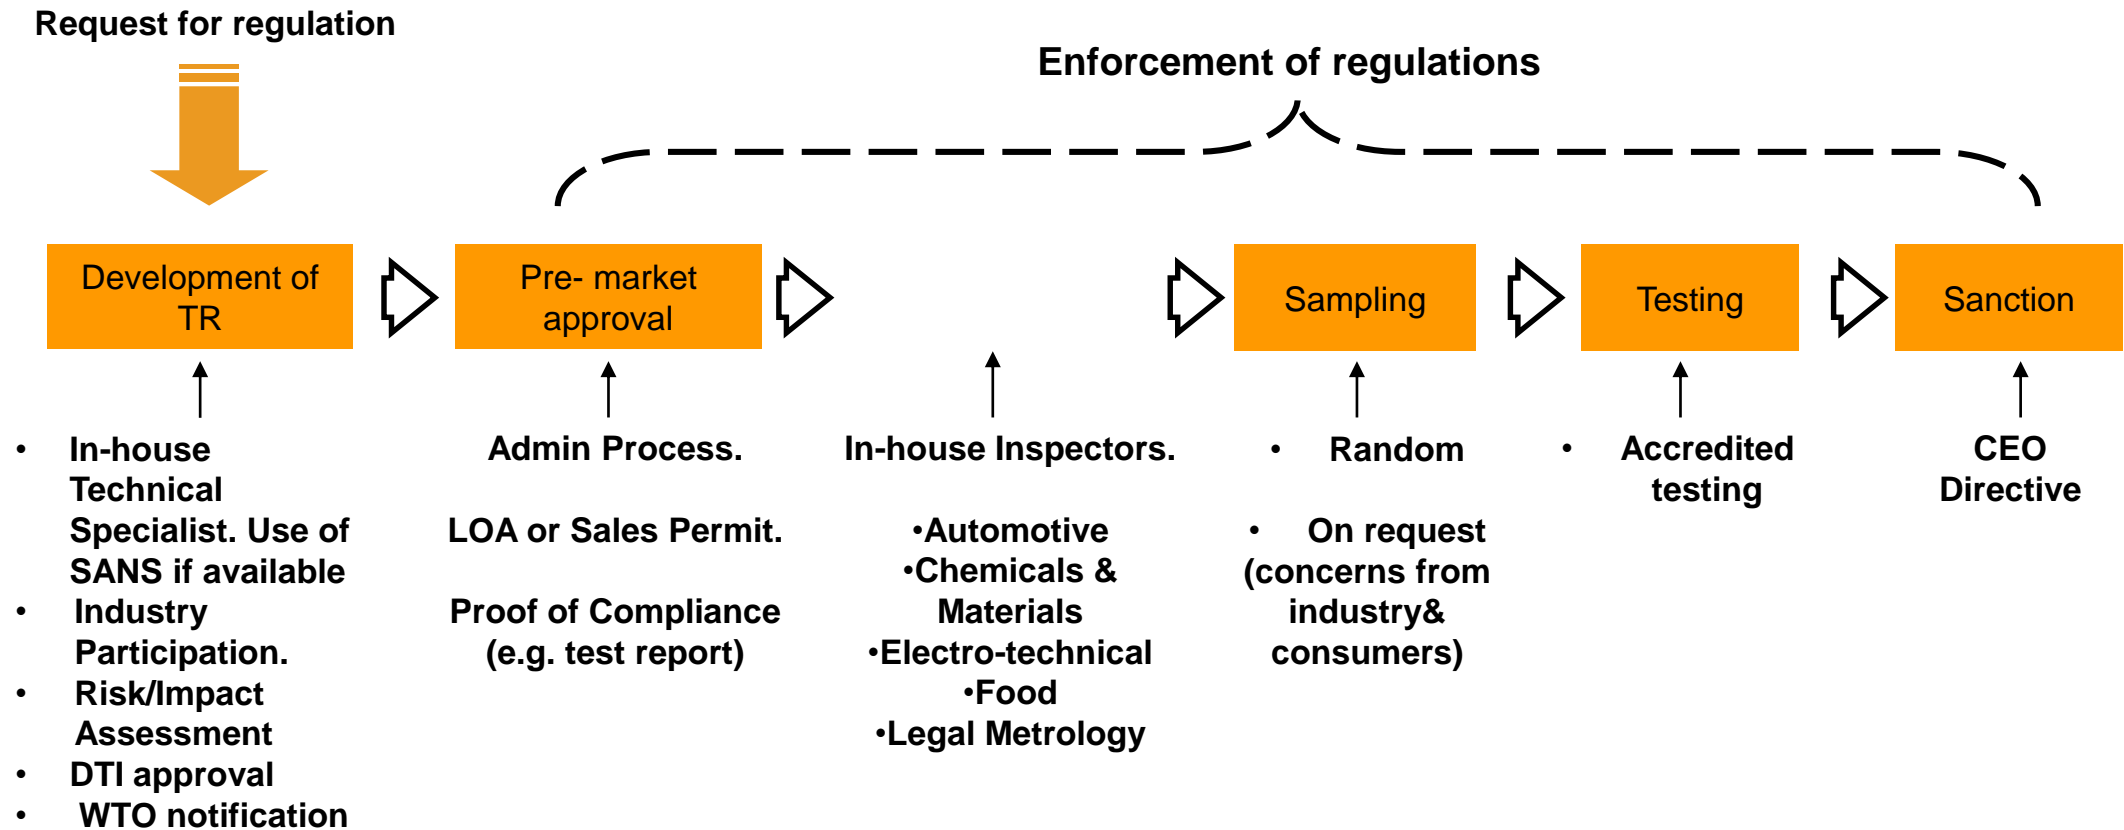 Request for regulation
Enforcement of regulations
Development of
TR
Pre- market
approval
Sampling
Testing
Sanction
• In-house
Technical
Specialist. Use of
SANS if available
• Industry
Participation.
• Risk/Impact
Assessment
• DTI approval
• WTO notification
Admin Process.
LOA or Sales Permit.
Proof of Compliance
(e.g. test report)
In-house Inspectors.
•Automotive
•Chemicals &
Materials
•Electro-technical
•Food
•Legal Metrology
• Random
• On request
(concerns from
industry&
consumers)
• Accredited
testing
CEO
Directive